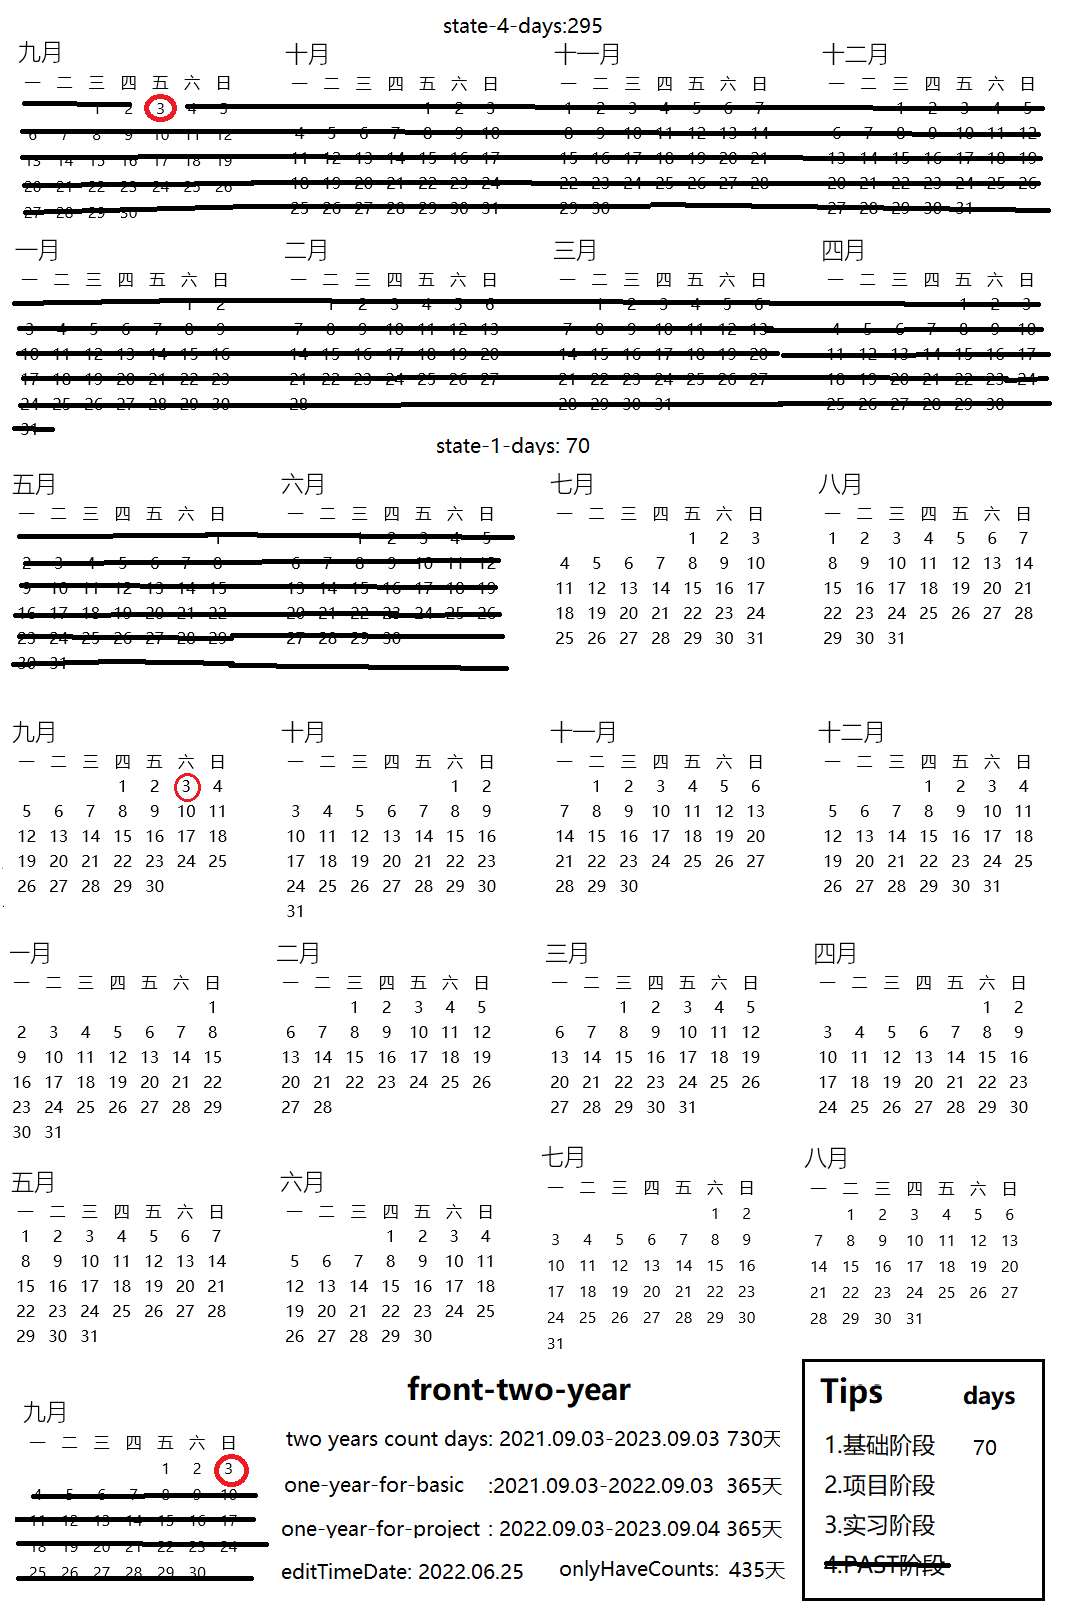 state-4-days:295
九月
一 二 三 四 五 六 日
1 2 3 4 5
6 7 8 9 10 11 12
13 14 15 16 17 18 19
20 21 22 23 24 25 26
27 28 29 30
十月
一 二 三 四 五 六 日
1 2 3
4 5 6 7 8 9 10
11 12 13 14 15 16 17
18 19 20 21 22 23 24
25 26 27 28 29 30 31
十一月
一 二 三 四 五 六 日
1 2 3 4 5 6 7
8 9 10 11 12 13 14
15 16 17 18 19 20 21
22 23 24 25 26 27 28
29 30
十二月
一 二 三 四 五 六 日
1 2 3 4 5
6 7 8 9 10 11 12
13 14 15 16 17 18 19
20 21 22 23 24 25 26
27 28 29 30 31
一月
一 二 三 四 五 六 日
1 2
3 4 5 6 7 8 9
10 11 12 13 14 15 16
17 18 19 20 21 22 23
24 25 26 27 28 29 30
31
二月
一 二 三 四 五 六 日
1 2 3 4 5 6
7 8 9 10 11 12 13
14 15 16 17 18 19 20
21 22 23 24 25 26 27
28
三月
一 二 三 四 五 六 日
1 2 3 4 5 6
7 8 9 10 11 12 13
14 15 16 17 18 19 20
21 22 23 24 25 26 27
28 29 30 31
四月
一 二 三 四 五 六 日
1 2 3
4 5 6 7 8 9 10
11 12 13 14 15 16 17
18 19 20 21 22 23 24
25 26 27 28 29 30
state-1-days: 70
五月
一 二 三 四 五 六 日
1
2 3 4 5 6 7 8
9 10 11 12 13 14 15
16 17 18 19 20 21 22
23 24 25 26 27 28 29
30 31
六月
一 二 三 四 五 六 日
1 2 3 4 5
6 7 8 9 10 11 12
13 14 15 16 17 18 19
20 21 22 23 24 25 26
27 28 29 30
七月
一 二 三 四 五 六 日
1 2 3
4 5 6 7 8 9 10
11 12 13 14 15 16 17
18 19 20 21 22 23 24
25 26 27 28 29 30 31
八月
一 二 三 四 五 六 日
1 2 3 4 5 6 7
8 9 10 11 12 13 14
15 16 17 18 19 20 21
22 23 24 25 26 27 28
29 30 31
九月
一 二 三 四 五 六 日
1 2 3 4
5 6 7 8 9 10 11
12 13 14 15 16 17 18
19 20 21 22 23 24 25
26 27 28 29 30
十月
一 二 三 四 五 六 日
1 2
3 4 5 6 7 8 9
10 11 12 13 14 15 16
17 18 19 20 21 22 23
24 25 26 27 28 29 30
31
十一月
一 二 三 四 五 六 日
1 2 3 4 5 6
7 8 9 10 11 12 13
14 15 16 17 18 19 20
21 22 23 24 25 26 27
28 29 30
十二月
一 二 三 四 五 六 日
1 2 3 4
5 6 7 8 9 10 11
12 13 14 15 16 17 18
19 20 21 22 23 24 25
26 27 28 29 30 31
一月
一 二 三 四 五 六 日
1
2 3 4 5 6 7 8
9 10 11 12 13 14 15
16 17 18 19 20 21 22
23 24 25 26 27 28 29
30 31
二月
一 二 三 四 五 六 日
1 2 3 4 5
6 7 8 9 10 11 12
13 14 15 16 17 18 19
20 21 22 23 24 25 26
27 28
三月
一 二 三 四 五 六 日
1 2 3 4 5
6 7 8 9 10 11 12
13 14 15 16 17 18 19
20 21 22 23 24 25 26
27 28 29 30 31
四月
一 二 三 四 五 六 日
1 2
3 4 5 6 7 8 9
10 11 12 13 14 15 16
17 18 19 20 21 22 23
24 25 26 27 28 29 30
五月
一 二 三 四 五 六 日
1 2 3 4 5 6 7
8 9 10 11 12 13 14
15 16 17 18 19 20 21
22 23 24 25 26 27 28
29 30 31
六月
一 二 三 四 五 六 日
1 2 3 4
5 6 7 8 9 10 11
12 13 14 15 16 17 18
19 20 21 22 23 24 25
26 27 28 29 30
七月
一 二 三 四 五 六 日
1 2
3 4 5 6 7 8 9
10 11 12 13 14 15 16
17 18 19 20 21 22 23
24 25 26 27 28 29 30
31
八月
一 二 三 四 五 六 日
1 2 3 4 5 6
7 8 9 10 11 12 13
14 15 16 17 18 19 20
21 22 23 24 25 26 27
28 29 30 31
九月
一 二 三 四 五 六 日
1 2 3
4 5 6 7 8 9 10
11 12 13 14 15 16 17
18 19 20 21 22 23 24
25 26 27 28 29 30
front-two-year
two years count days: 2021.09.03-2023.09.03 730天
one-year-for-basic :2021.09.03-2022.09.03 365天
one-year-for-project : 2022.09.03-2023.09.04 365天
editTimeDate: 2022.06.25 onlyHaveCounts: 435天
Tips days
1.基础阶段 70
2.项目阶段
3.实习阶段
4.PAST阶段